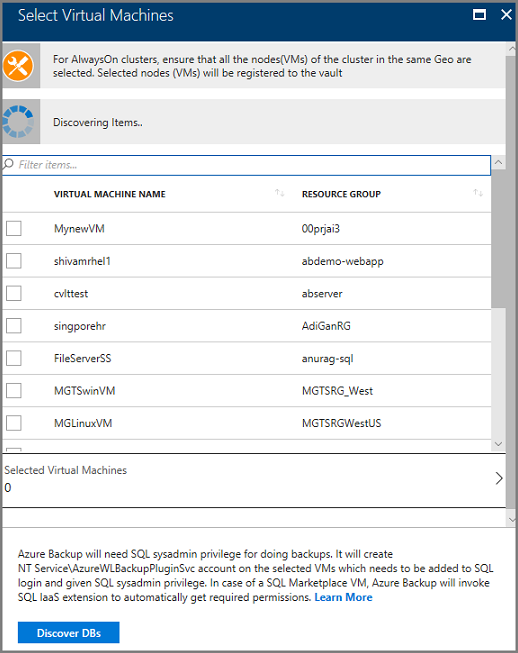 Select Virtual Machines
For AlwaysOn clusters, ensure that all the nodes(VMs) of the cluster in the same Geo are
selected. Selected nodes (VMs) will be registered to the vault
Discovering Items..
Filter items...
VIRTUAL MACHINE NAME RESOURCE GROUP
MynewVM 00prjai3
shivamrhel1 abdemo-webapp
cvlttest abserver
singporehr AdiGanRG
FileServerSS anurag-sql
MGTSwinVM MGTSRG_West
MGLinuxVM MGTSRGWestUS
Selected Virtual Machines
0
Azure Backup will need SQL sysadmin privilege for doing backups. It will create
NT Service\AzureWLBackupPluginSvc account on the selected VMs which needs to be added to SQL
login and given SQL sysadmin privilege. In case of a SQL Marketplace VM, Azure Backup will invoke
SQL IaaS extension to automatically get required permissions. Learn More
Discover DBs